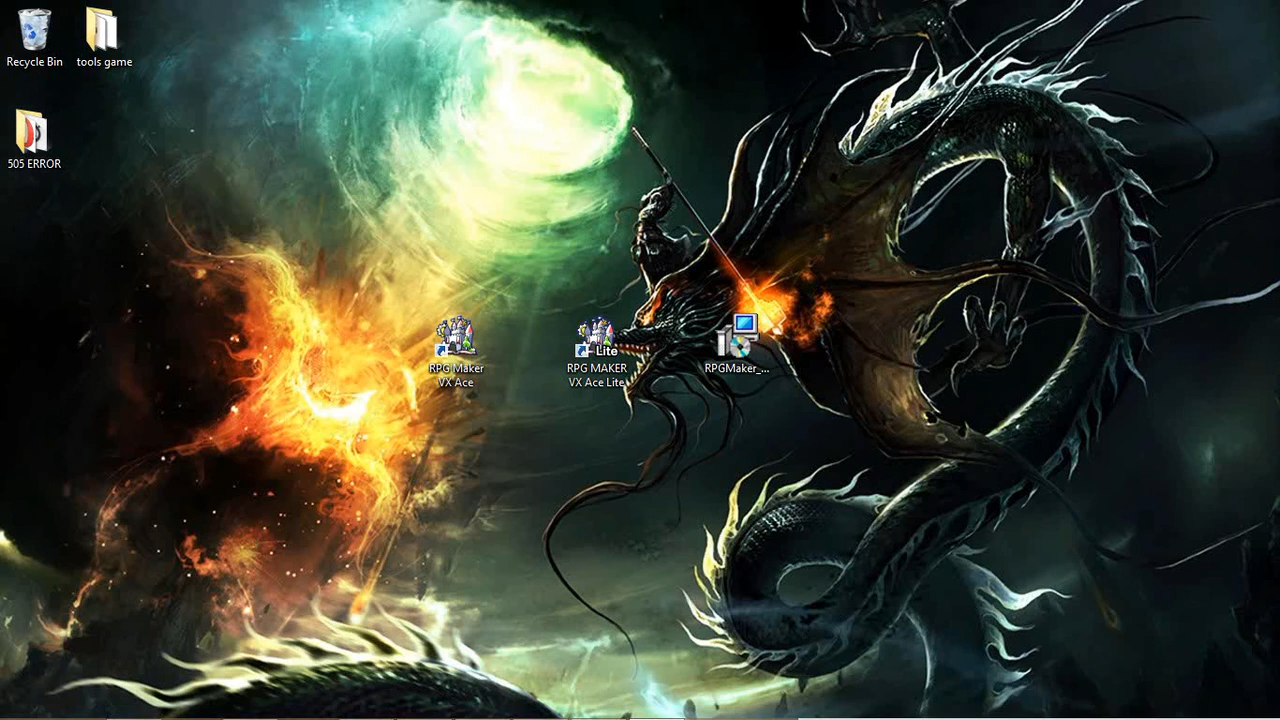 Recycle Bin
tools game
505 ERROR
RPG Maker
VX Ace
Lite
RPG MAKER
VX Ace Lite
RPGMaker_...